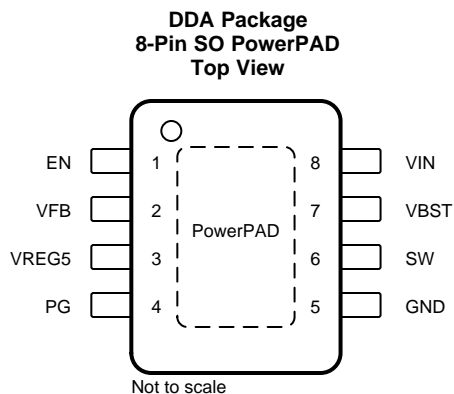 DDA Package
8-Pin SO PowerPAD
Top View
EN 1 8 VIN
VFB 2 7 VBST
PowerPAD
VREG5 3 6 SW
PG 4 5 GND
Not to scale